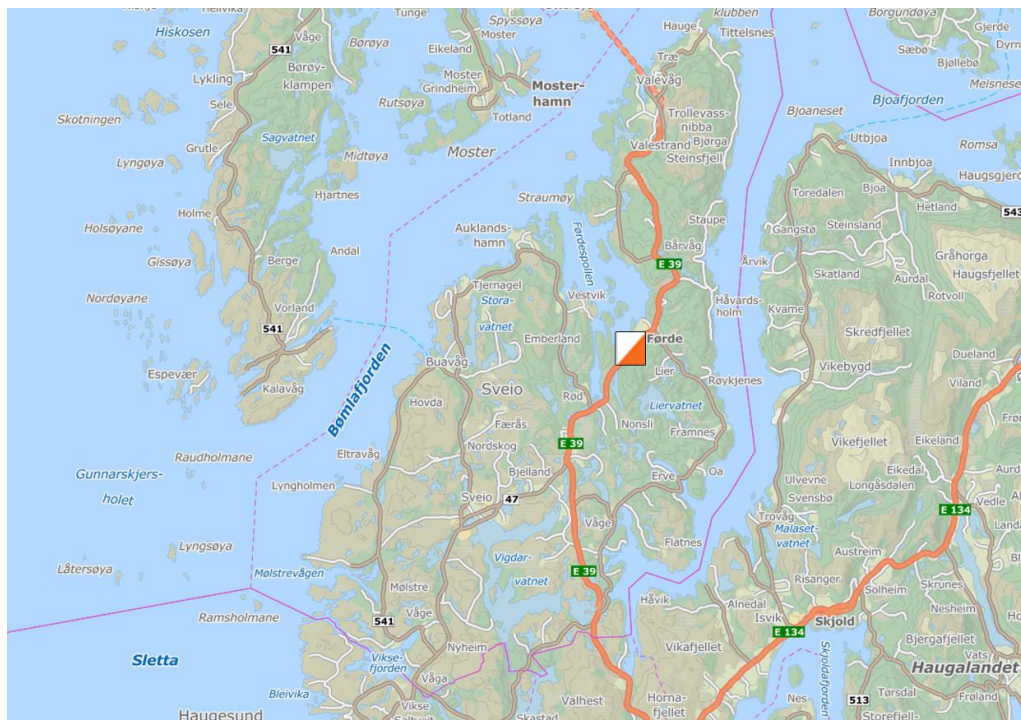 Hiskosen
Våge
Børøya
Tunge
Spyssøya
Moster
Eikeland
Hauge
klubben
Tittelsnes
Borgundøya
Gjerde
Sæbø
Bjøllebø
541
Lykling
Børøy-
klampen
Moster
Grindheim
Moster-
hamn
Træ
Valevåg
Meisneset
Sele
Rutsøya
Totland
Trollevass-
nibba
Bjoaneset
Bjoafjorden
Skotningen
Sagvatnet
Bjørga
Utbjoa
Romsa
Grutle
Midtøya
Moster
Valestrand
Steinsfjell
Innbjoa
Lyngøya
Haugsgjerd
Hjartnes
Straumøy
Toredalen
Bjoa
Hetland
543
Holme
Staupe
Holsøyane
Auklands-
hamn
Førdespollen
Gangstø
Steinsland
Andal
Bårvåg
Gråhorga
Gissøya
Berge
E 39
Årvik
Skatland
Aurdal
Haugsfjellet
Tjernagel
Rotvoll
Nordøyane
Stora-
vatnet
Vestvik
Håvards-
holm
Kvame
Vorland
541
Emberland
Førde
Skredfjellet
Bømlafjorden
Buavåg
Dueland
Espevær
Lier
Vikebygd
Kalavåg
Sveio
Røykjenes
Viland
Hovda
Rød
Liervatnet
Færås
Nonsli
Framnes
Vikefjellet
Eikeland
Nordskog
E 39
Raudholmane
Eltravåg
Bjelland
Oa
Eikedal
Gunnarskjers-
holet
Lyngholmen
Erve
Ulvevne
Longåsdalen
Sveio
47
Svensbø
Vedle
Våge
Trovåg
E 134
Malaset-
vatnet
Lyngsøya
Flatnes
Austreim
Låtersøya
Vigdar-
vatnet
Mølstrevågen
E 39
Risanger
Mølstre
Solheim
Skrunes
Håvik
Alnedal
Ramsholmane
Våge
Isvik
Nesheim
541
E 134
Skjold
Sletta
Nyheim
Vikafjellet
Bjergafjellet
Vikse-
fjorden
Skjoldafjorden
Vats
Haugalandet
Våga
Bleivika
Valhest
Horna-
fjellet
Nes
Tørsdal
Frøland
513
Vikse
Haugesund
Skastad
Storefjell-